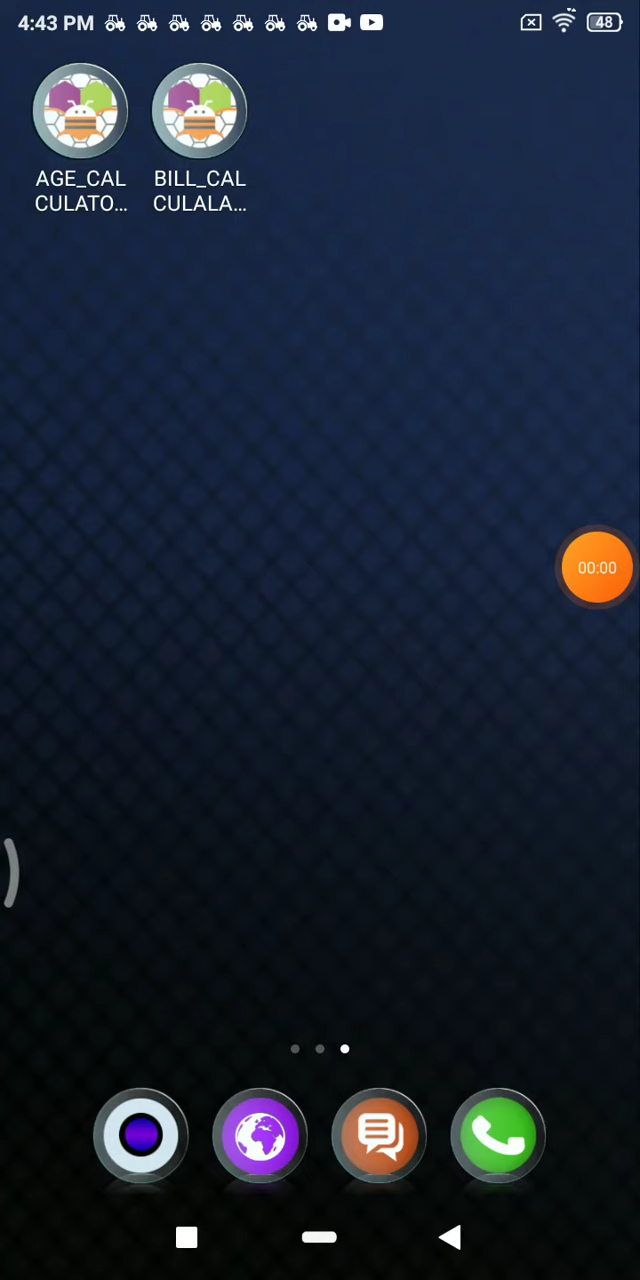 4:43 PM
48
AGE_CAL
CULATO...
BILL_CAL
CULALA...
00:00